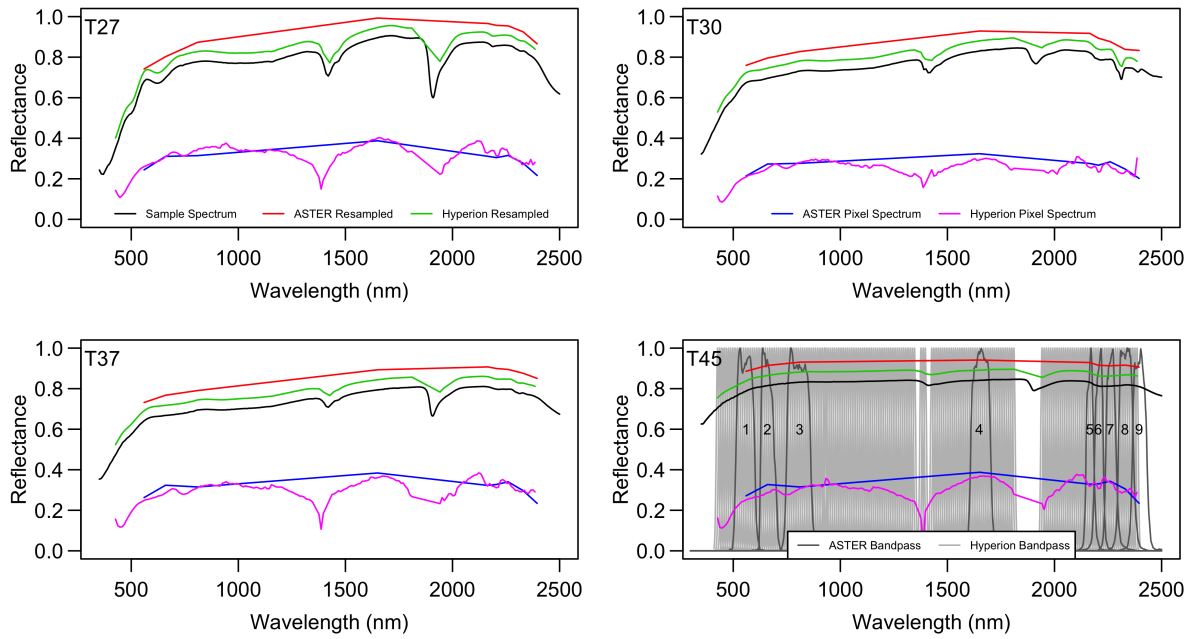 T27
Reflectance
1.0
0.8
0.6
0.4
0.2
0.0
Sample Spectrum ASTER Resampled Hyperion Resampled
500 1000 1500 2000 2500
Wavelength (nm)
T30
Reflectance
1.0
0.8
0.6
0.4
0.2
0.0
ASTER Pixel Spectrum Hyperion Pixel Spectrum
500 1000 1500 2000 2500
Wavelength (nm)
T37
Reflectance
1.0
0.8
0.6
0.4
0.2
0.0
500 1000 1500 2000 2500
Wavelength (nm)
T45
Reflectance
1.0
0.8
0.6
0.4
0.2
0.0
1 2 3 4 5 6 7 8 9
ASTER Bandpass Hyperion Bandpass
500 1000 1500 2000 2500
Wavelength (nm)